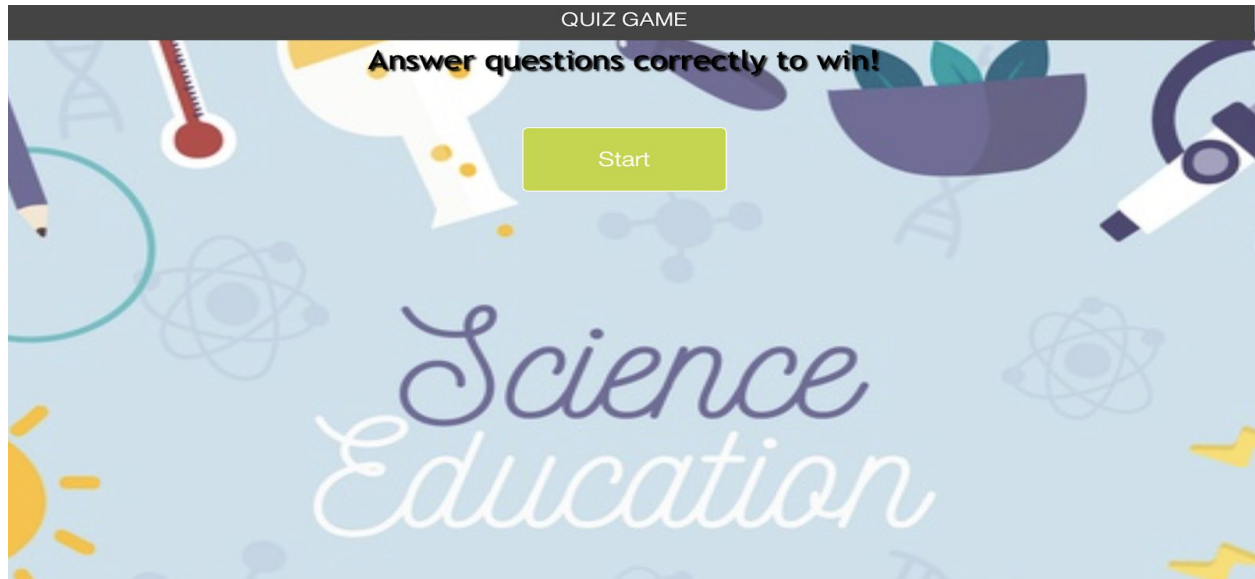 QUIZ GAME
Answer questions correctly to win!
Start
Science
Education